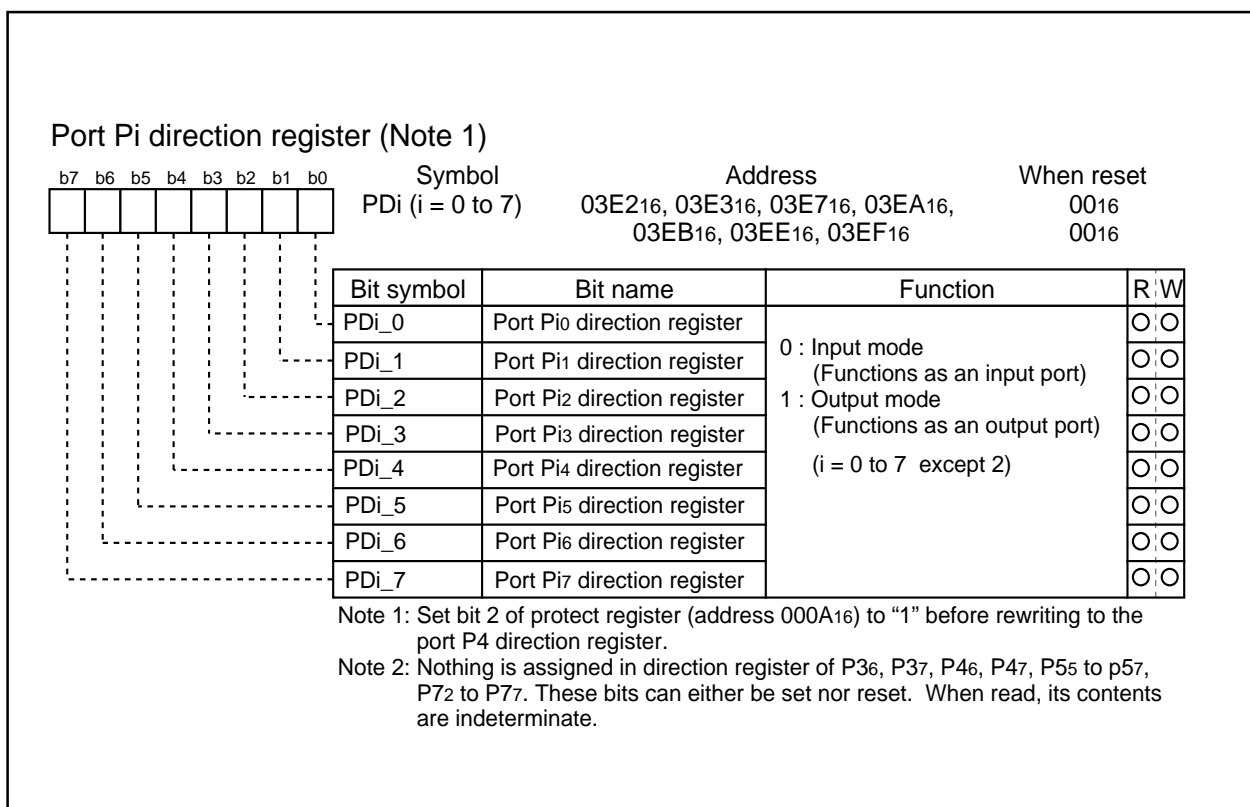 Port Pi direction register (Note 1)
b7 b6 b5 b4 b3 b2 b1 b0
Symbol Address When reset
PDi (i = 0 to 7) 03E216, 03E316, 03E716, 03EA16, 0016
03EB16, 03EE16, 03EF16 0016
Bit symbol Bit name Function R W
PDi_0 Port Pi0 direction register
0 : Input mode
(Functions as an input port)
1 : Output mode
(Functions as an output port)
(i = 0 to 7 except 2)
PDi_1 Port Pi1 direction register
PDi_2 Port Pi2 direction register
PDi_3 Port Pi3 direction register
PDi_4 Port Pi4 direction register
PDi_5 Port Pi5 direction register
PDi_6 Port Pi6 direction register
PDi_7 Port Pi7 direction register
Note 1: Set bit 2 of protect register (address 000A16) to “1” before rewriting to the
port P4 direction register.
Note 2: Nothing is assigned in direction register of P36, P37, P46, P47, P55 to p57,
P72 to P77. These bits can either be set nor reset. When read, its contents
are indeterminate.